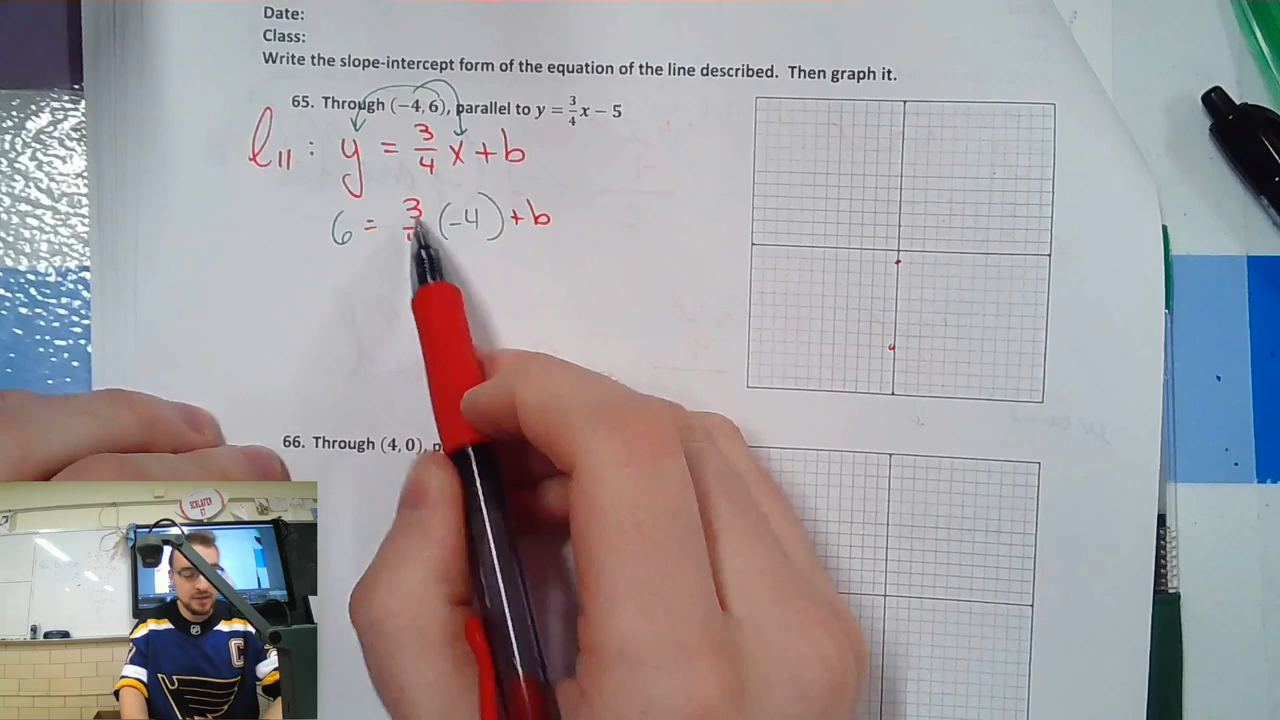 Date:
Class:
Write the slope-intercept form of the equation of the line described. Then graph it.
65. Through (−4, 6), parallel to y = 3/4 x − 5
l∥ : y = 3/4 x + b
6 = 3/4 (−4) + b
66. Through (4, 0), p
C